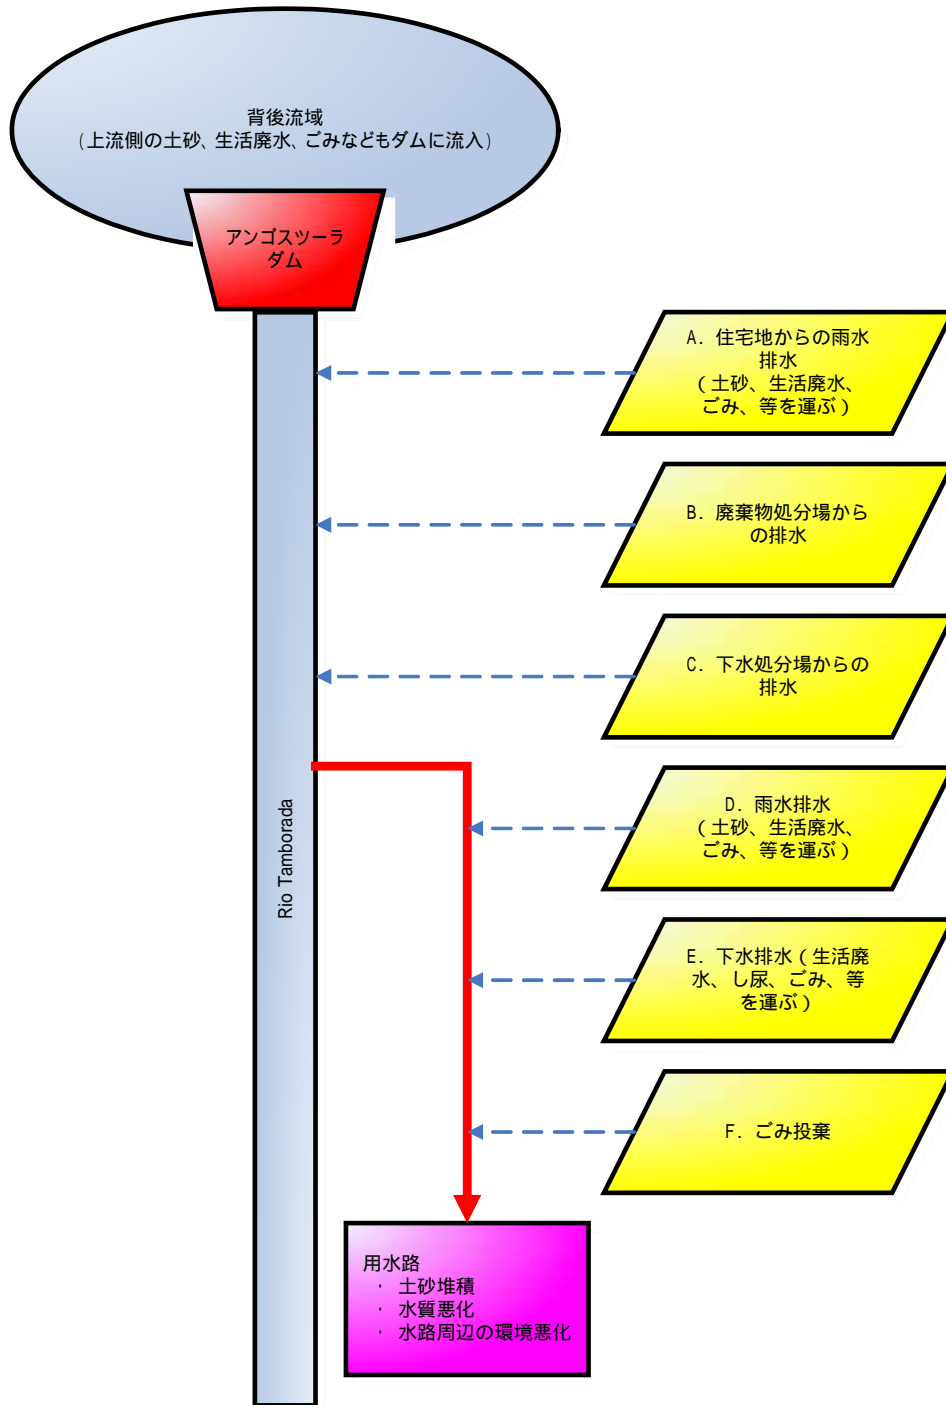 背後流域
(上流側の土砂、生活廃水、ごみなどもダムに流入)
アンゴスツーラ
ダム
A. 住宅地からの雨水
排水
(土砂、生活廃水、
ごみ、等を運ぶ)
B. 廃棄物処分場から
の排水
C. 下水処分場からの
排水
D. 雨水排水
(土砂、生活廃水、
ごみ、等を運ぶ)
E. 下水排水(生活廃
水、し尿、ごみ、等
を運ぶ)
F. ごみ投棄
Rio Tamborada
用水路
・ 土砂堆積
・ 水質悪化
・ 水路周辺の環境悪化